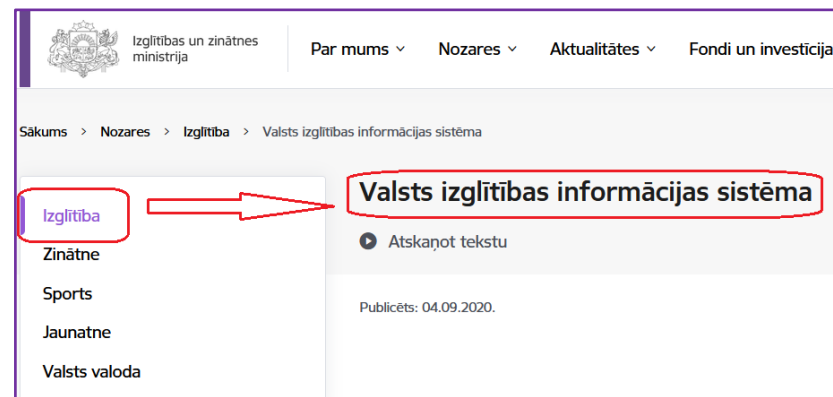 Izglītības un zinātnes
ministrija
Par mums
Nozares
Aktualitātes
Fondi un investīcija
Sākums > Nozares > Izglītība > Valsts izglītības informācijas sistēma
Valsts izglītības informācijas sistēma
Atskaņot tekstu
Publicēts: 04.09.2020.
Izglītība
Zinātne
Sports
Jaunatne
Valsts valoda